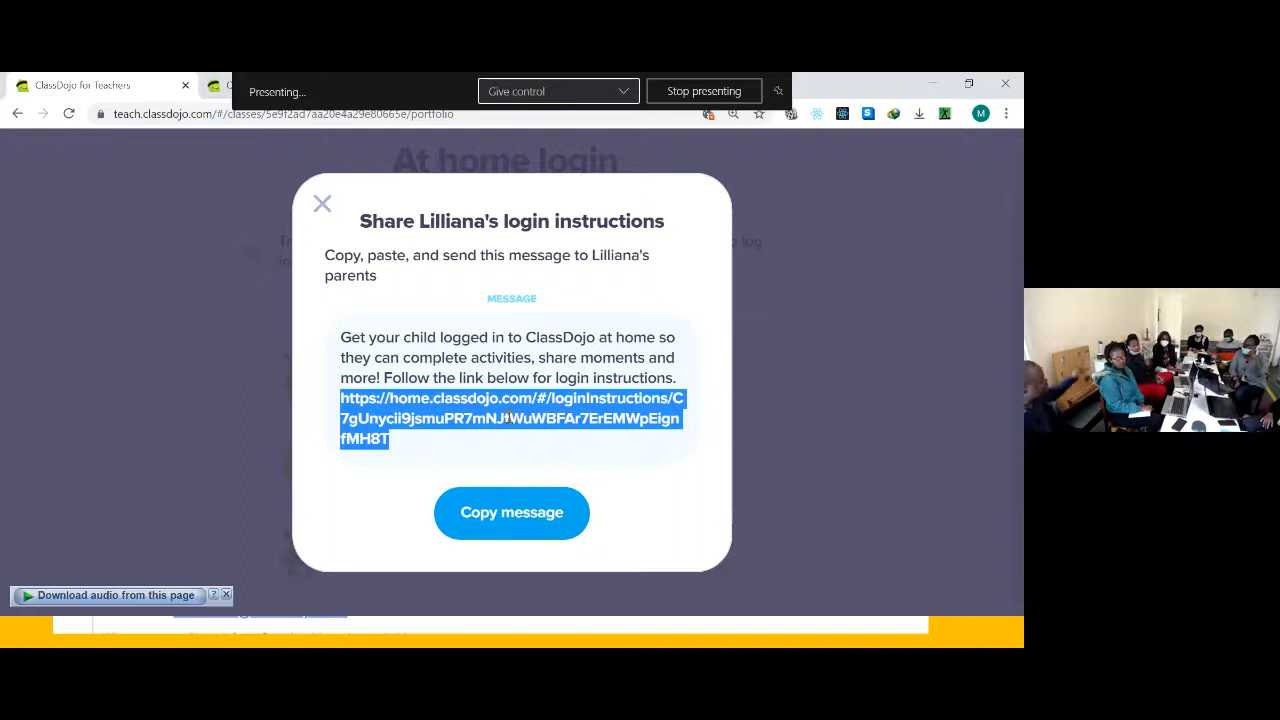 ClassDojo for Teachers
Presenting...
Give control
Stop presenting
teach.classdojo.com/#/classes/5e9f2ad7aa20e4a29e80665e/portfolio
M
At home login
Share Lilliana's login instructions
Copy, paste, and send this message to Lilliana's
parents
MESSAGE
Get your child logged in to ClassDojo at home so
they can complete activities, share moments and
more! Follow the link below for login instructions.
https://home.classdojo.com/#/loginInstructions/C
fMH8T
Copy message
Download audio from this page
?